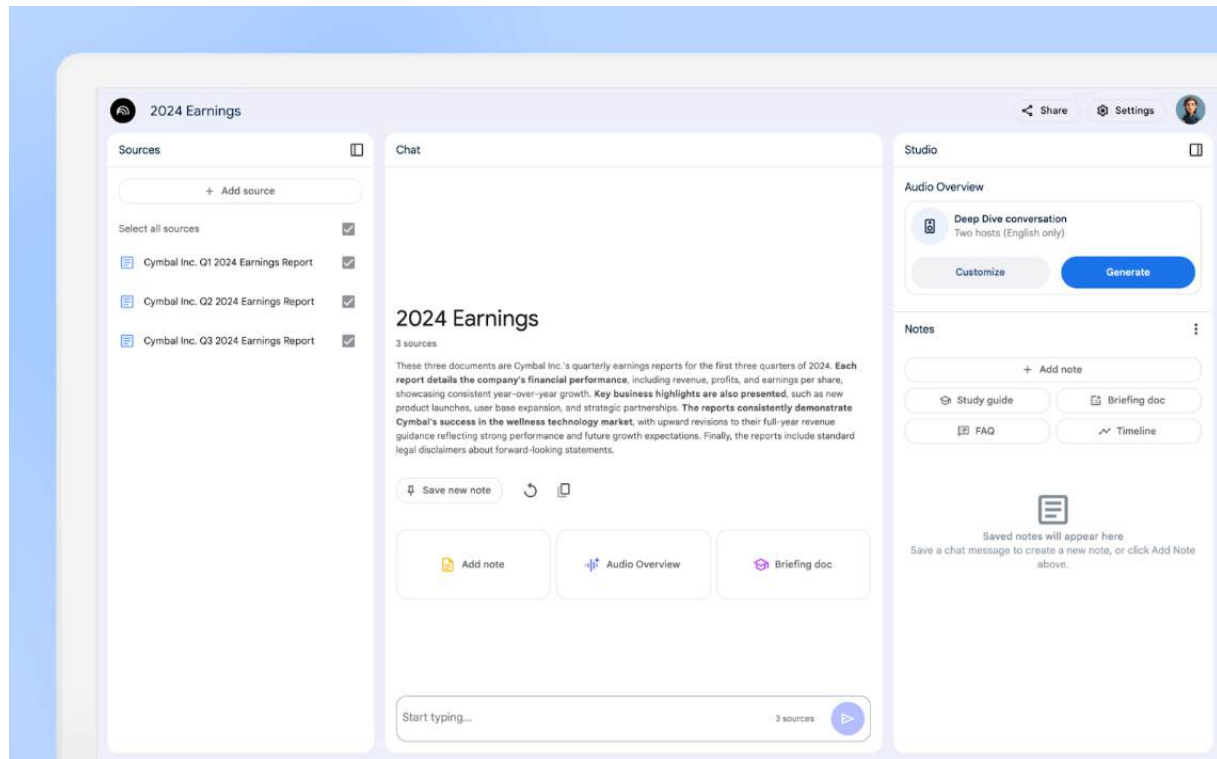 2024 Earnings
Share
Settings
Sources
+ Add source
Select all sources
Cymbal Inc. Q1 2024 Earnings Report
Cymbal Inc. Q2 2024 Earnings Report
Cymbal Inc. Q3 2024 Earnings Report
Chat
2024 Earnings
3 sources
These three documents are Cymbal Inc.'s quarterly earnings reports for the first three quarters of 2024. Each
report details the company's financial performance, including revenue, profits, and earnings per share,
showcasing consistent year-over-year growth. Key business highlights are also presented, such as new
product launches, user base expansion, and strategic partnerships. The reports consistently demonstrate
Cymbal's success in the wellness technology market, with upward revisions to their full-year revenue
guidance reflecting strong performance and future growth expectations. Finally, the reports include standard
legal disclaimers about forward-looking statements.
Save new note
Add note
Audio Overview
Briefing doc
Start typing...
3 sources
Studio
Audio Overview
Deep Dive conversation
Two hosts (English only)
Customize
Generate
Notes
+ Add note
Study guide
Briefing doc
FAQ
Timeline
Saved notes will appear here
Save a chat message to create a new note, or click Add Note
above.